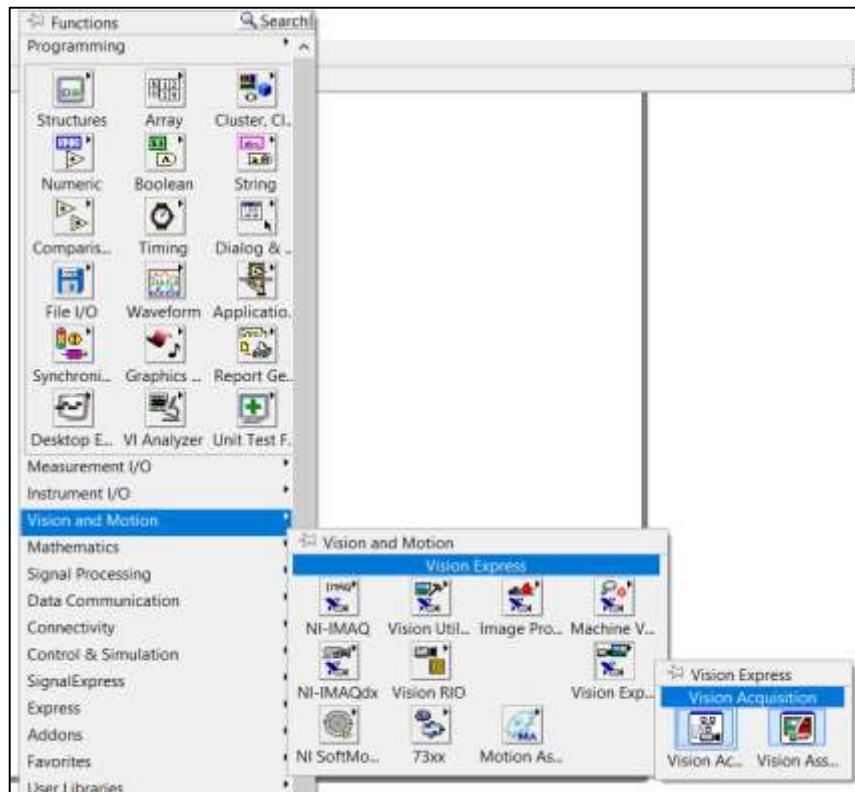 Functions Search
Programming
Structures Array Cluster, Cl...
Numeric Boolean String
Comparis... Timing Dialog & ...
File I/O Waveform Applicatio...
Synchroni... Graphics ... Report Ge...
Desktop E... VI Analyzer Unit Test F...
Measurement I/O
Instrument I/O
Vision and Motion
Mathematics
Signal Processing
Data Communication
Connectivity
Control & Simulation
SignalExpress
Express
Addons
Favorites
User Libraries
Vision and Motion
Vision Express
NI-IMAQ Vision Util... Image Pro... Machine V...
NI-IMAQdx Vision RIO Vision Exp...
NI SoftMo... 73xx Motion As...
Vision Express
Vision Acquisition
Vision Ac... Vision Ass...